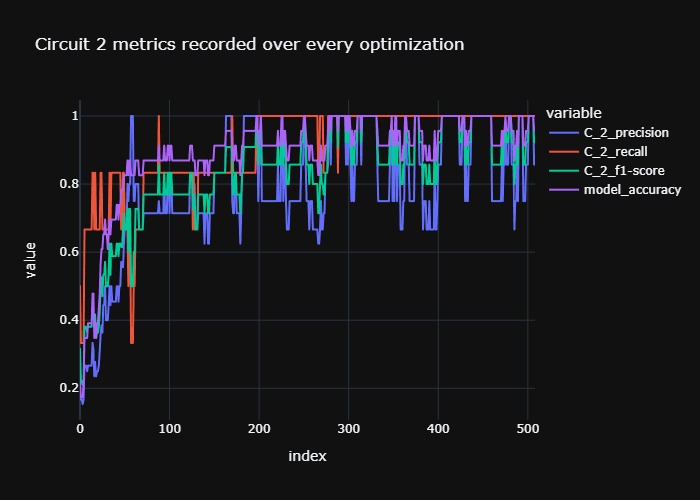 Circuit 2 metrics recorded over every optimization
variable
C_2_precision
C_2_recall
C_2_f1-score
model_accuracy
value
1
0.8
0.6
0.4
0.2
0 100 200 300 400 500
index